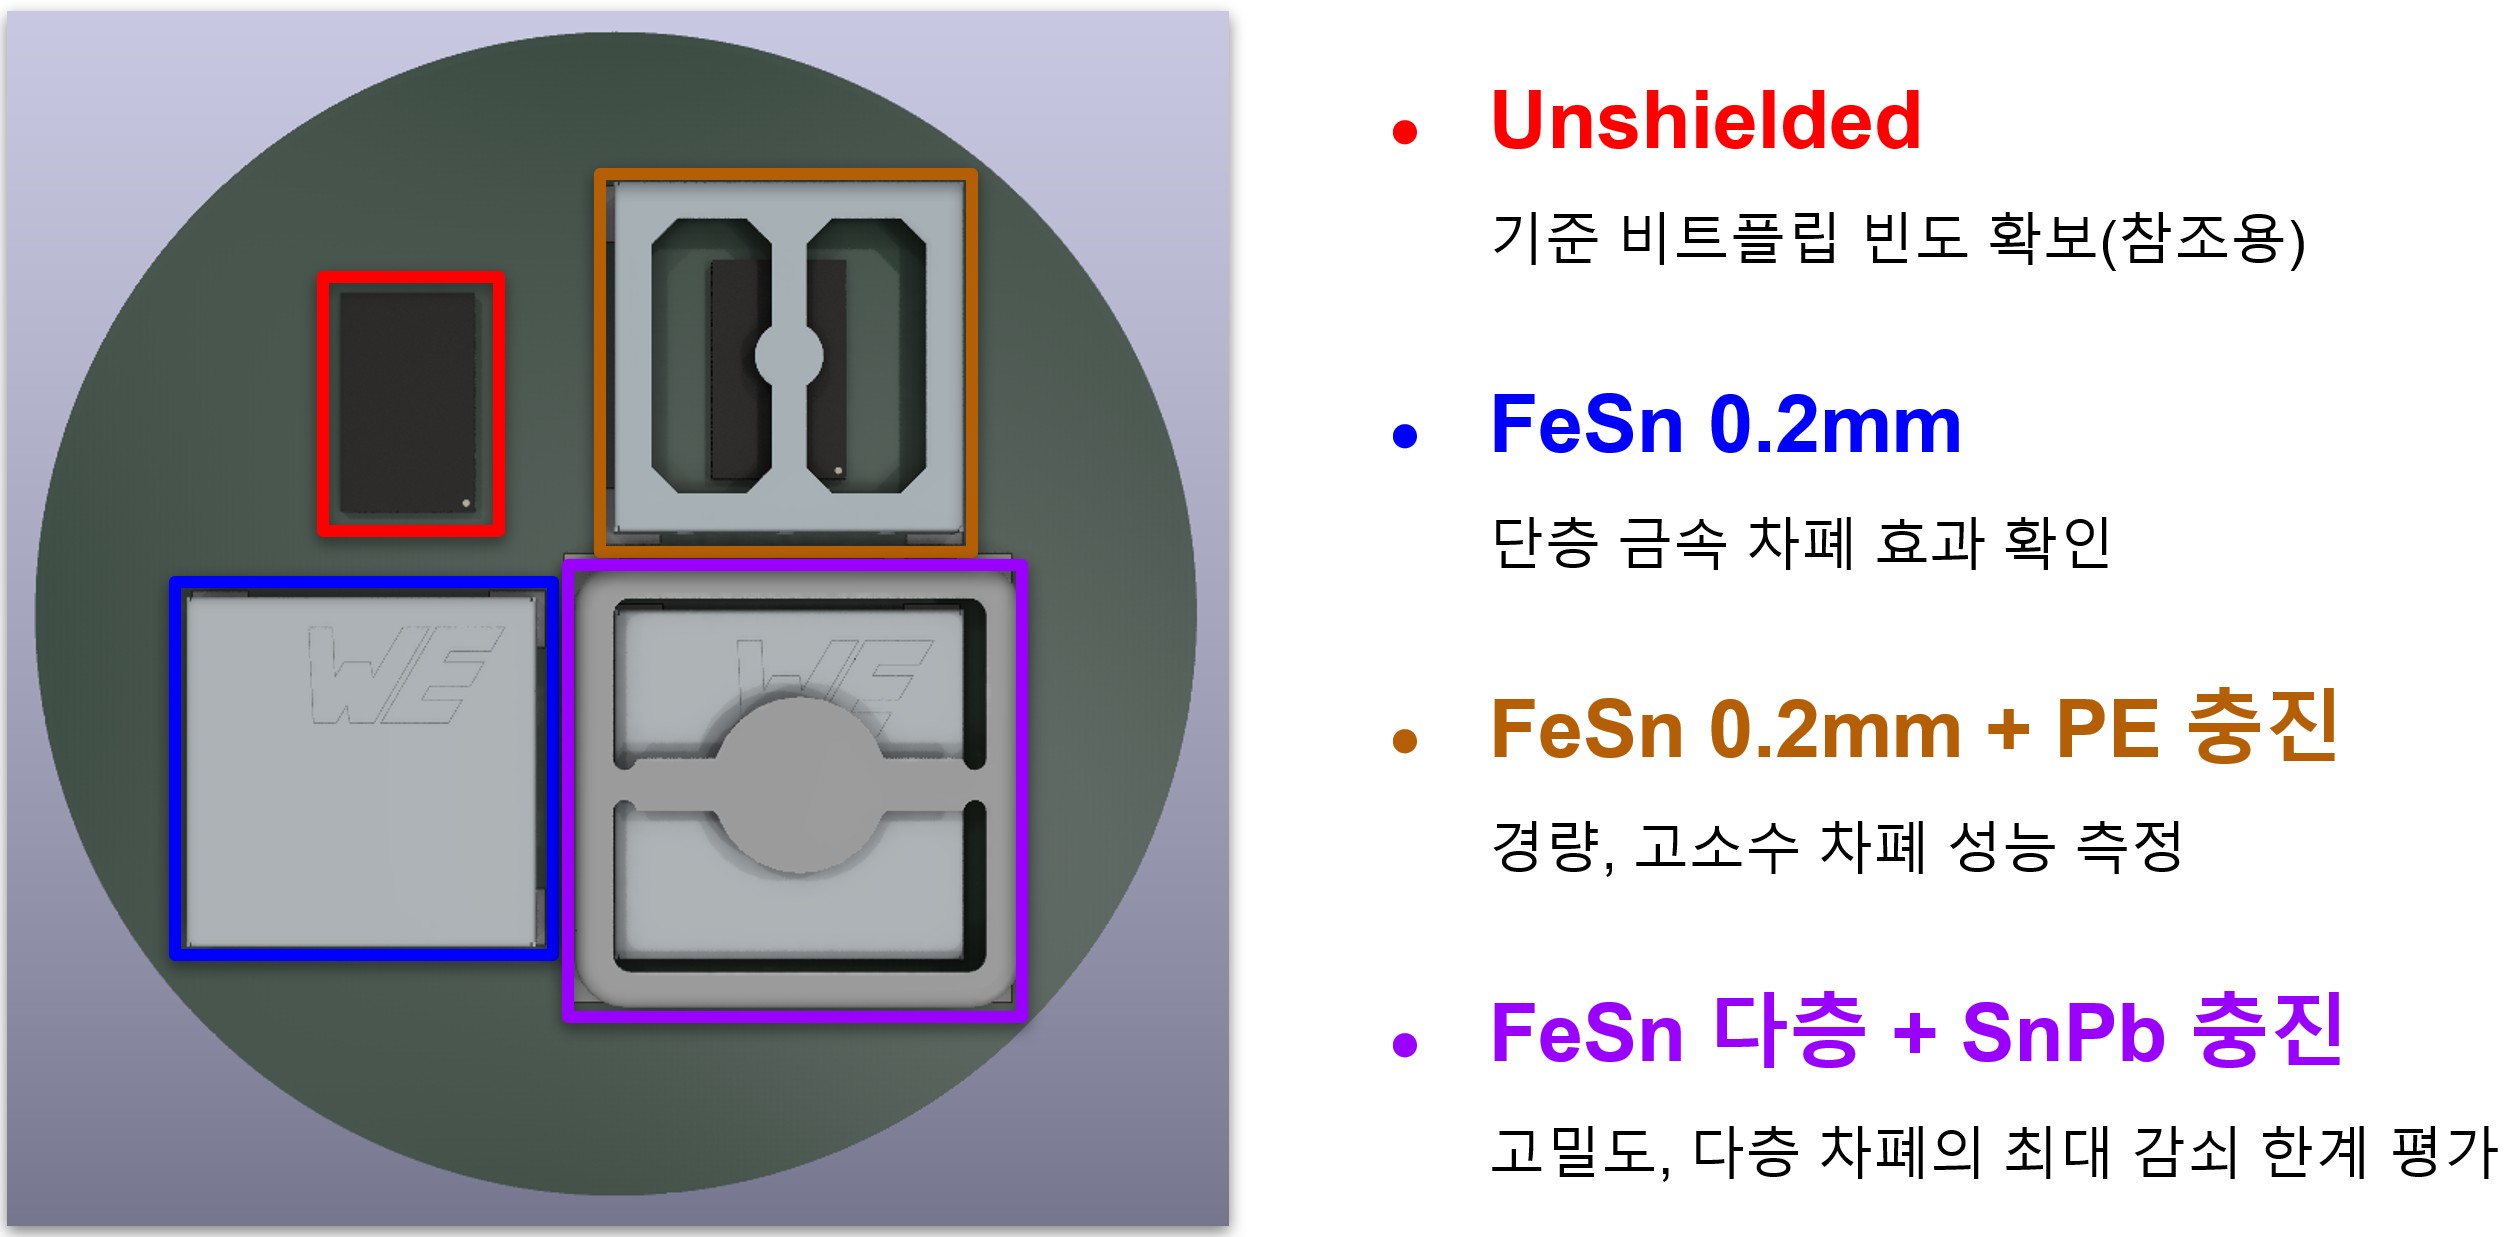 WE
WE
Unshielded
기준 비트플립 빈도 확보(참조용)
FeSn 0.2mm
단층 금속 차폐 효과 확인
FeSn 0.2mm + PE 충진
경량, 고소수 차폐 성능 측정
FeSn 다층 + SnPb 충진
고밀도, 다층 차폐의 최대 감쇠 한계 평가